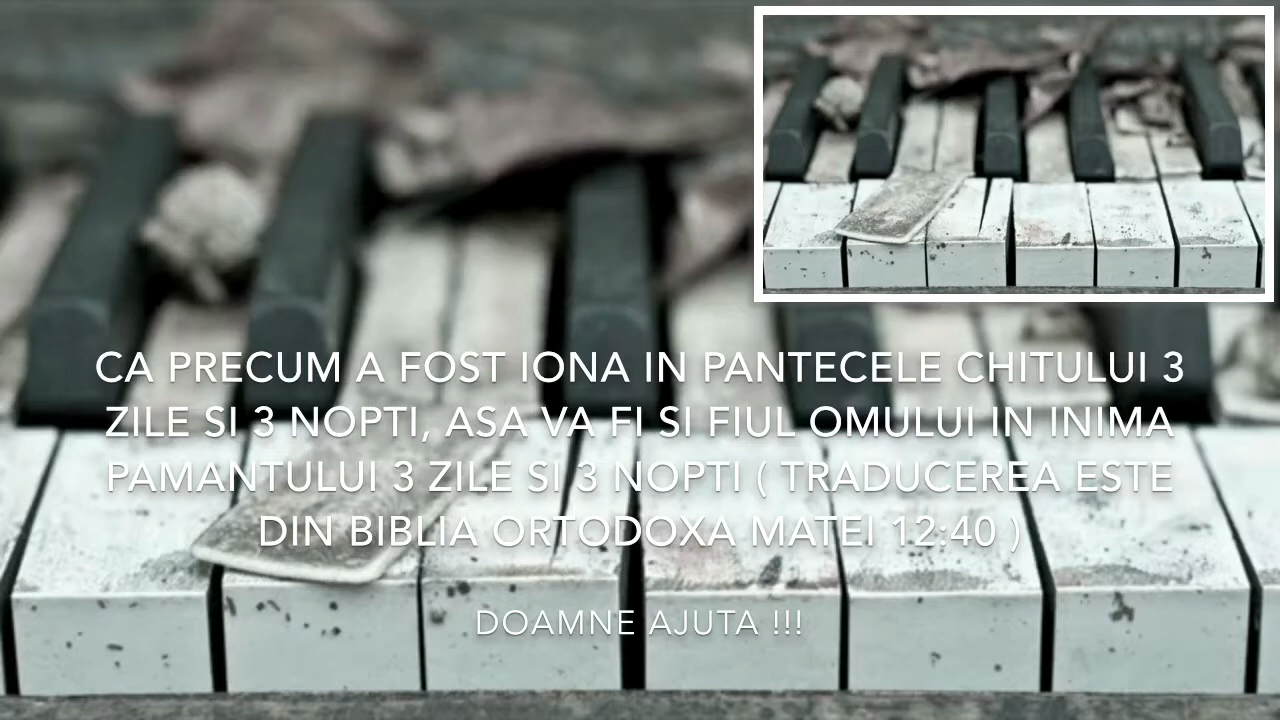 CA PRECUM A FOST IONA IN PANTECELE CHITULUI 3
ZILE SI 3 NOPTI, ASA VA FI SI FIUL OMULUI IN INIMA
PAMANTULUI 3 ZILE SI 3 NOPTI ( TRADUCEREA ESTE
DIN BIBLIA ORTODOXA MATEI 12:40 )
DOAMNE AJUTA !!!